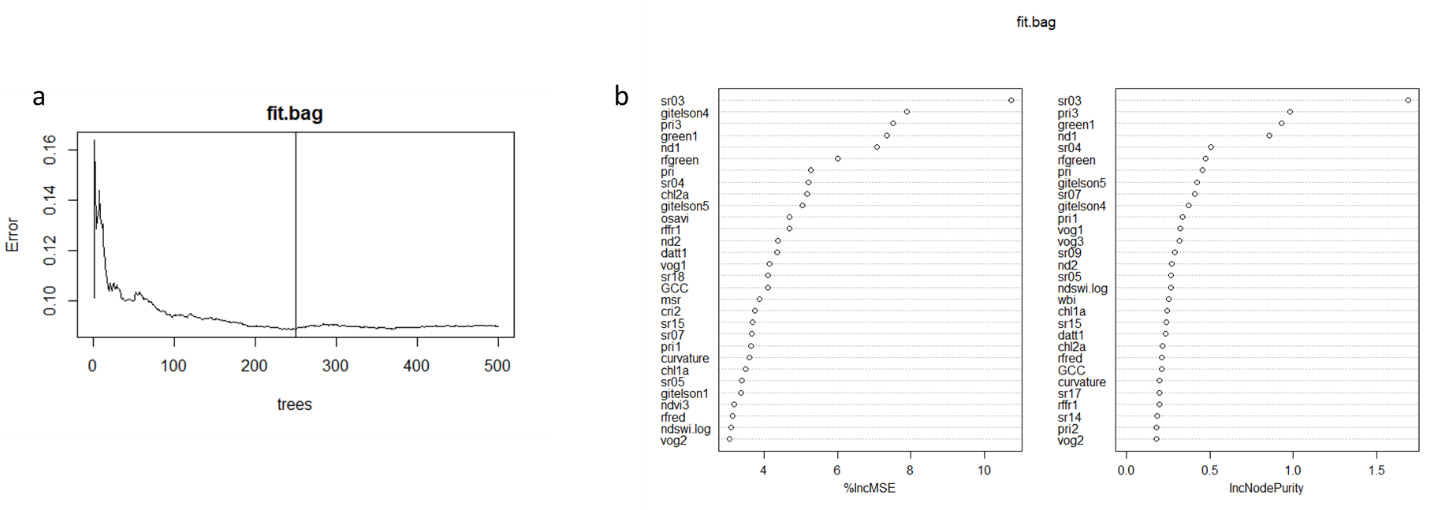 fit.bag
a
fit.bag
Error
0.16
0.14
0.12
0.10
0 100 200 300 400 500
trees
b
sr03
gitelson4
pri3
green1
nd1
rfgreen
pri
sr04
chl2a
gitelson5
osavi
rffr1
nd2
datt1
vog1
sr18
GCC
msr
cri2
sr15
sr07
pri1
curvature
chl1a
sr05
gitelson1
ndvi3
rfred
ndswi.log
vog2
4 6 8 10
%IncMSE
sr03
pri3
green1
nd1
sr04
rfgreen
pri
gitelson5
sr07
gitelson4
pri1
vog1
vog3
sr09
nd2
sr05
ndswi.log
wbi
chl1a
sr15
datt1
chl2a
rfred
GCC
curvature
sr17
rffr1
sr14
pri2
vog2
0.0 0.5 1.0 1.5
IncNodePurity